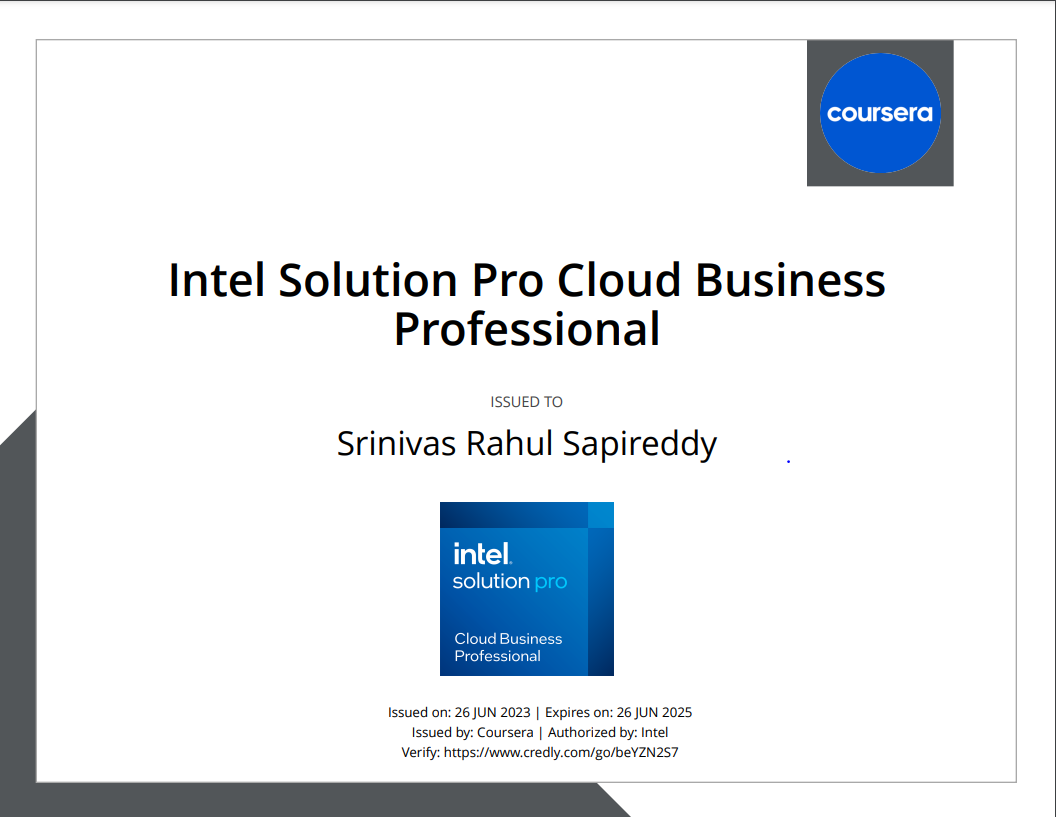 coursera
Intel Solution Pro Cloud Business
Professional
ISSUED TO
Srinivas Rahul Sapireddy
intel.
solution pro
Cloud Business
Professional
Issued on: 26 JUN 2023 | Expires on: 26 JUN 2025
Issued by: Coursera | Authorized by: Intel
Verify: https://www.credly.com/go/beYZN2S7